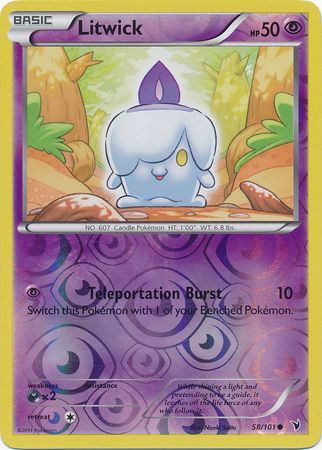 BASIC
Litwick
HP50
NO. 607 Candle Pokémon HT: 1'00" WT: 6.8 lbs.
Teleportation Burst 10
Switch this Pokémon with 1 of your Benched Pokémon.
weakness
resistance
×2
While shining a light and
pretending to be a guide, it
leeches off the life force of any
who follow it.
retreat
©2011 Pokémon
Illus. Naoki Saito
58/101